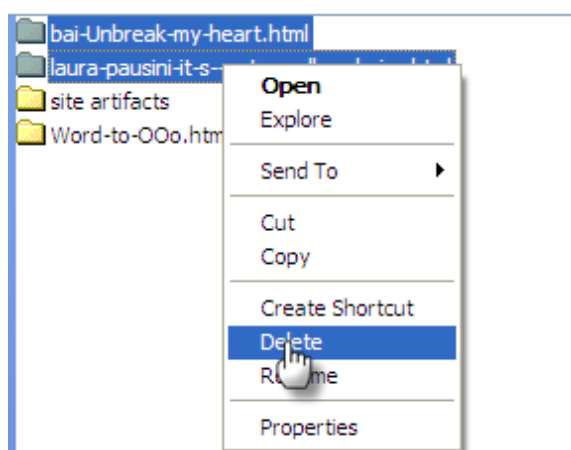 bai-Unbreak-my-heart.html
laura-pausini-it-s-
site artifacts
Word-to-OOo.htm
Open
Explore
Send To
Cut
Copy
Create Shortcut
Delete
Rename
Properties